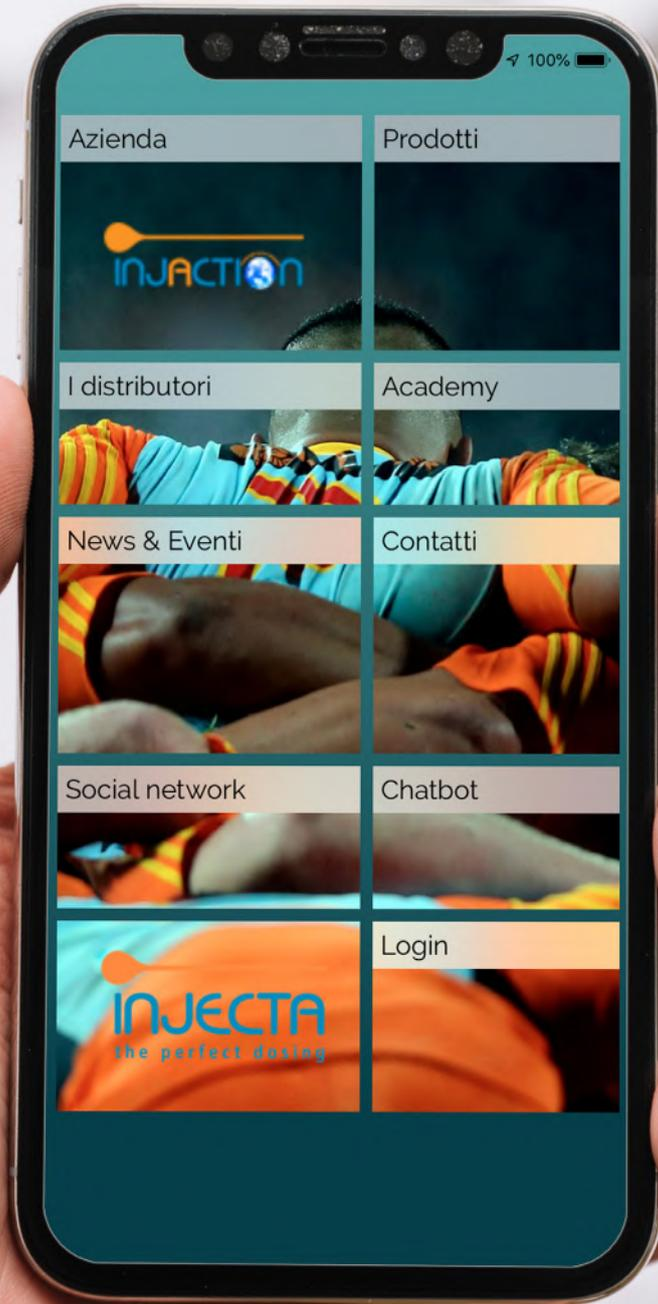 100%
Azienda
Prodotti
INJACTION
I distributori
Academy
News & Eventi
Contatti
Social network
Chatbot
Login
INJECTA
the perfect dosing